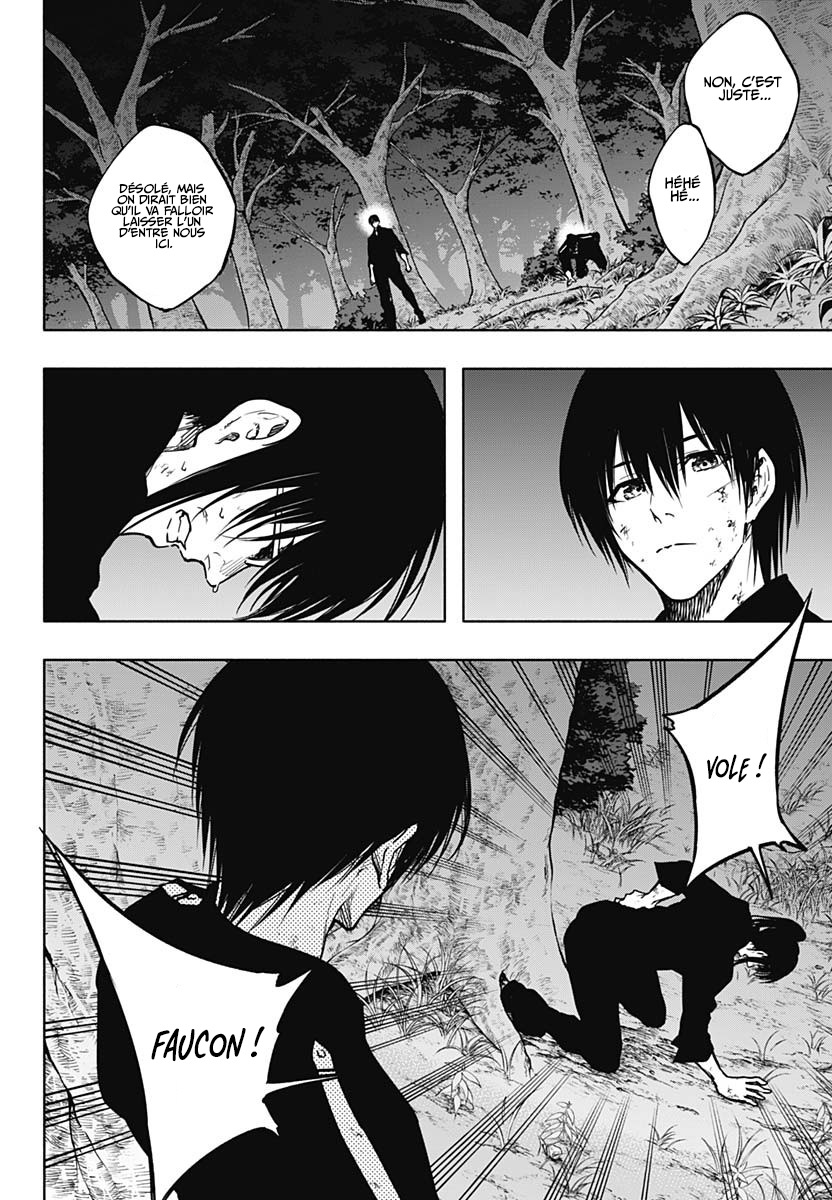 NON, C'EST
JUSTE...
HÉHÉ
HÉ...
DÉSOLÉ, MAIS
ON DIRAIT BIEN
QU'IL VA FALLOIR
LAISSER L'UN
D'ENTRE NOUS
ICI.
VOLE !
FAUCON !